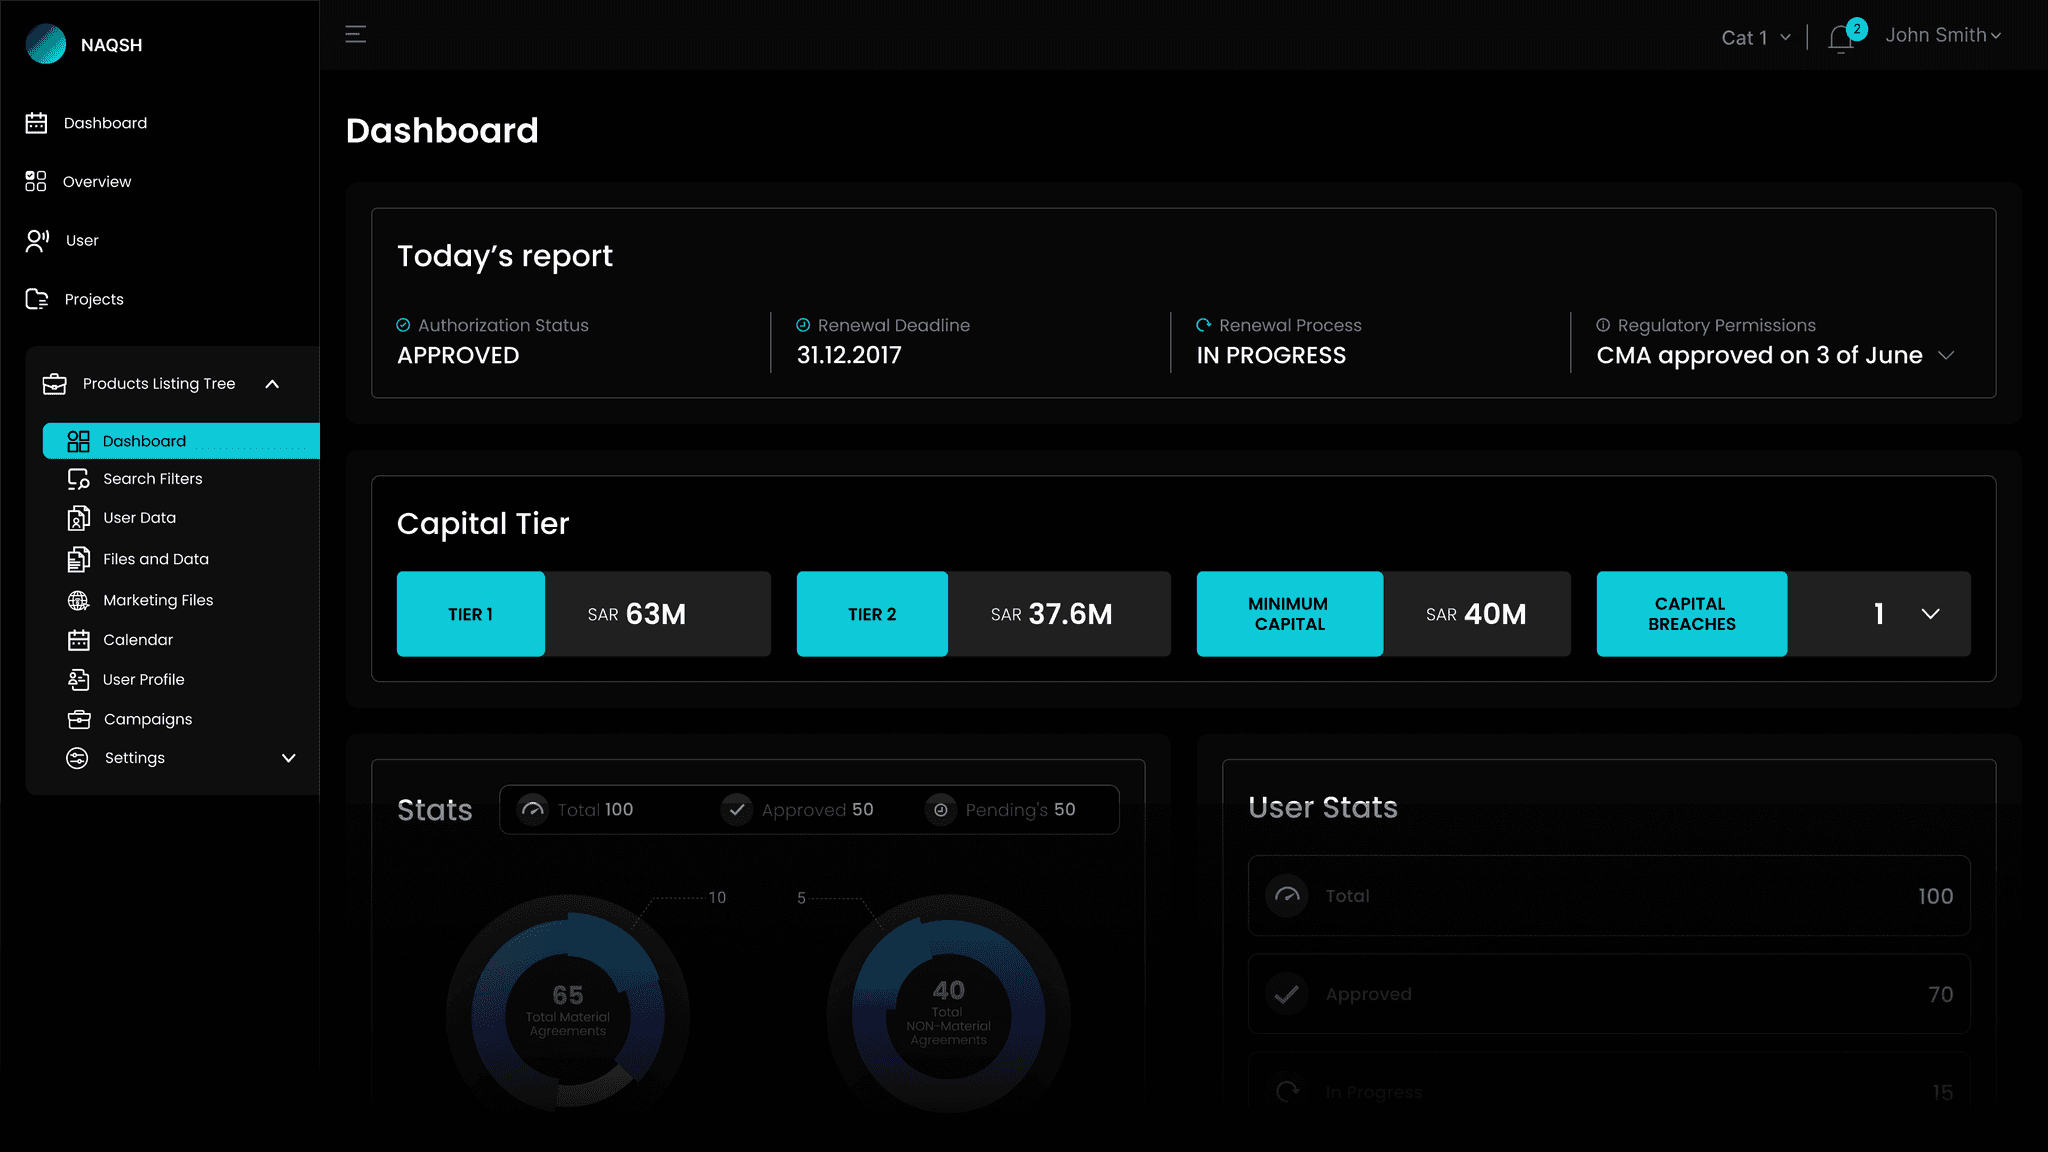 NAQSH
Cat 1
2
John Smith
Dashboard
Overview
User
Projects
Products Listing Tree
Dashboard
Search Filters
User Data
Files and Data
Marketing Files
Calendar
User Profile
Campaigns
Settings
Dashboard
Today’s report
Authorization Status
APPROVED
Renewal Deadline
31.12.2017
Renewal Process
IN PROGRESS
Regulatory Permissions
CMA approved on 3 of June
Capital Tier
TIER 1
SAR 63M
TIER 2
SAR 37.6M
MINIMUM
CAPITAL
SAR 40M
CAPITAL
BREACHES
1
Stats
Total 100
Approved 50
Pending's 50
10
65
Total Material
Agreements
5
40
Total
NON-Material
Agreements
User Stats
Total
100
Approved
70
In Progress
15